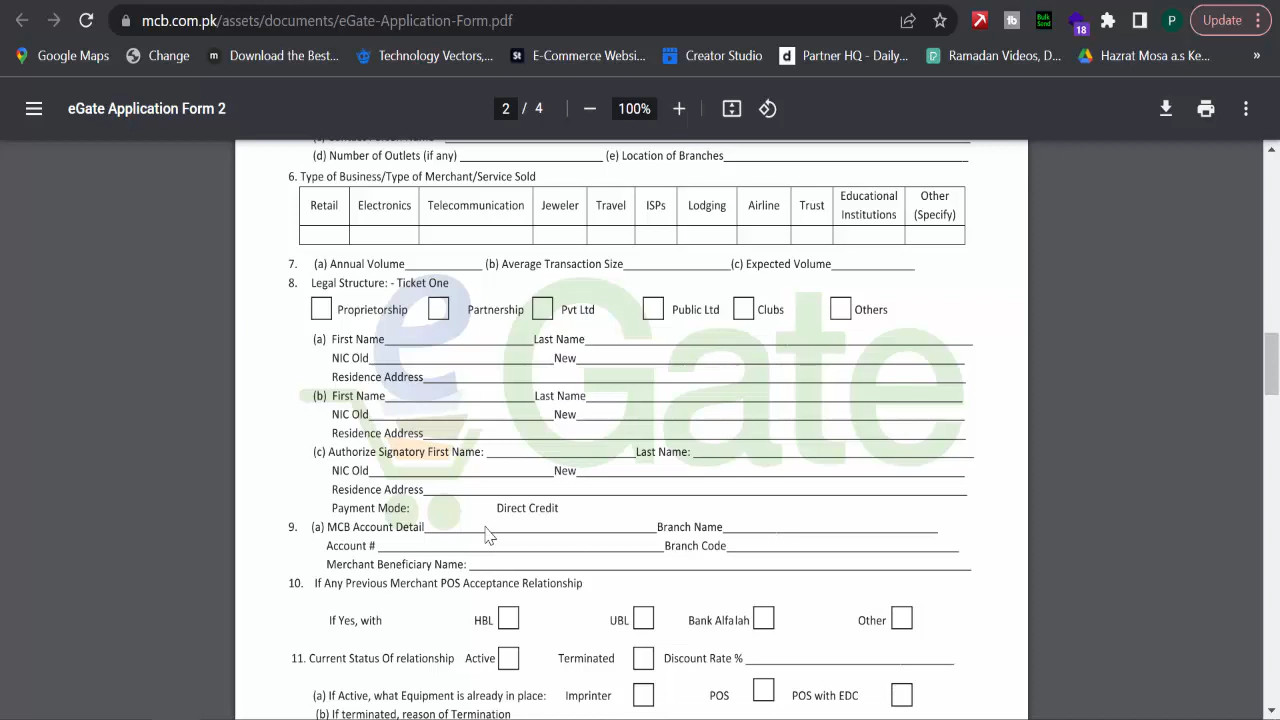 mcb.com.pk/assets/documents/eGate-Application-Form.pdf
tb
Bulk Send
18
P
Update
Google Maps
Change
m Download the Best...
Technology Vectors,...
St E-Commerce Websi...
Creator Studio
d Partner HQ - Daily...
Ramadan Videos, D...
Hazrat Mosa a.s Ke...
»
eGate Application Form 2
2 / 4
100%
(d) Number of Outlets (if any) (e) Location of Branches
6. Type of Business/Type of Merchant/Service Sold
Retail Electronics Telecommunication Jeweler Travel ISPs Lodging Airline Trust Educational Institutions Other (Specify)
7. (a) Annual Volume (b) Average Transaction Size (c) Expected Volume
8 Legal Structure: - Ticket One
Proprietorship Partnership Pvt Ltd Public Ltd Clubs Others
(a) First Name Last Name
NIC Old New
Residence Address
(b) First Name Last Name
NIC Old New
Residence Address
(c) Authorize Signatory First Name: Last Name:
NIC Old New
Residence Address
Payment Mode: Direct Credit
9. (a) MCB Account Detail Branch Name
Account # Branch Code
Merchant Beneficiary Name:
10. If Any Previous Merchant POS Acceptance Relationship
If Yes, with HBL UBL Bank Alfalah Other
11. Current Status Of relationship Active Terminated Discount Rate %
(a) If Active, what Equipment is already in place: Imprinter POS POS with EDC
(b) If terminated, reason of Termination
eGate